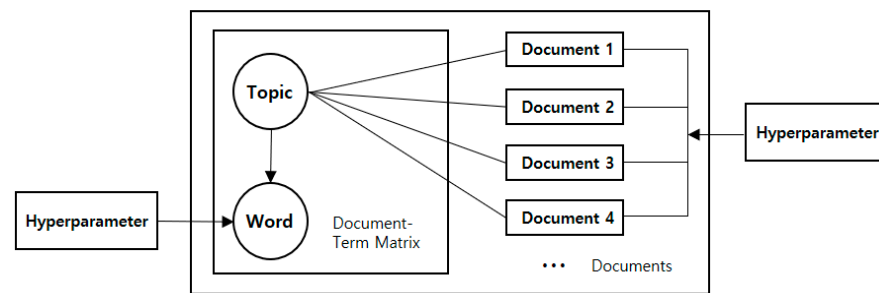 Document 1
Topic
Document 2
Hyperparameter
Document 3
Hyperparameter
Word
Document 4
Document-
Term Matrix
••• Documents